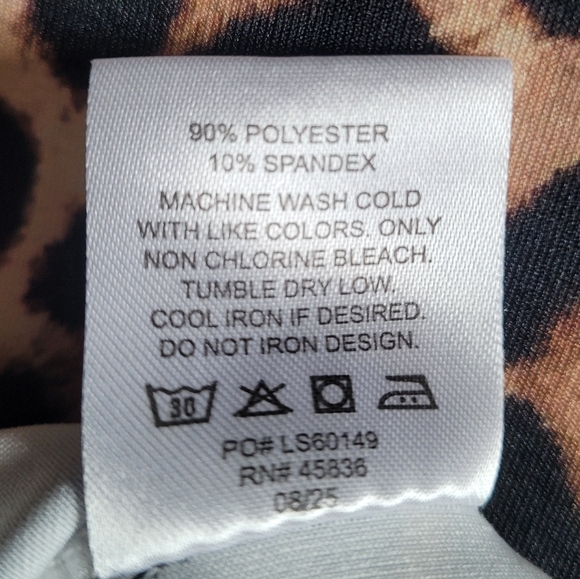 90% POLYESTER
10% SPANDEX
MACHINE WASH COLD
WITH LIKE COLORS. ONLY
NON CHLORINE BLEACH.
TUMBLE DRY LOW.
COOL IRON IF DESIRED.
DO NOT IRON DESIGN.
30
PO# LS60149
RN# 45836
08/25